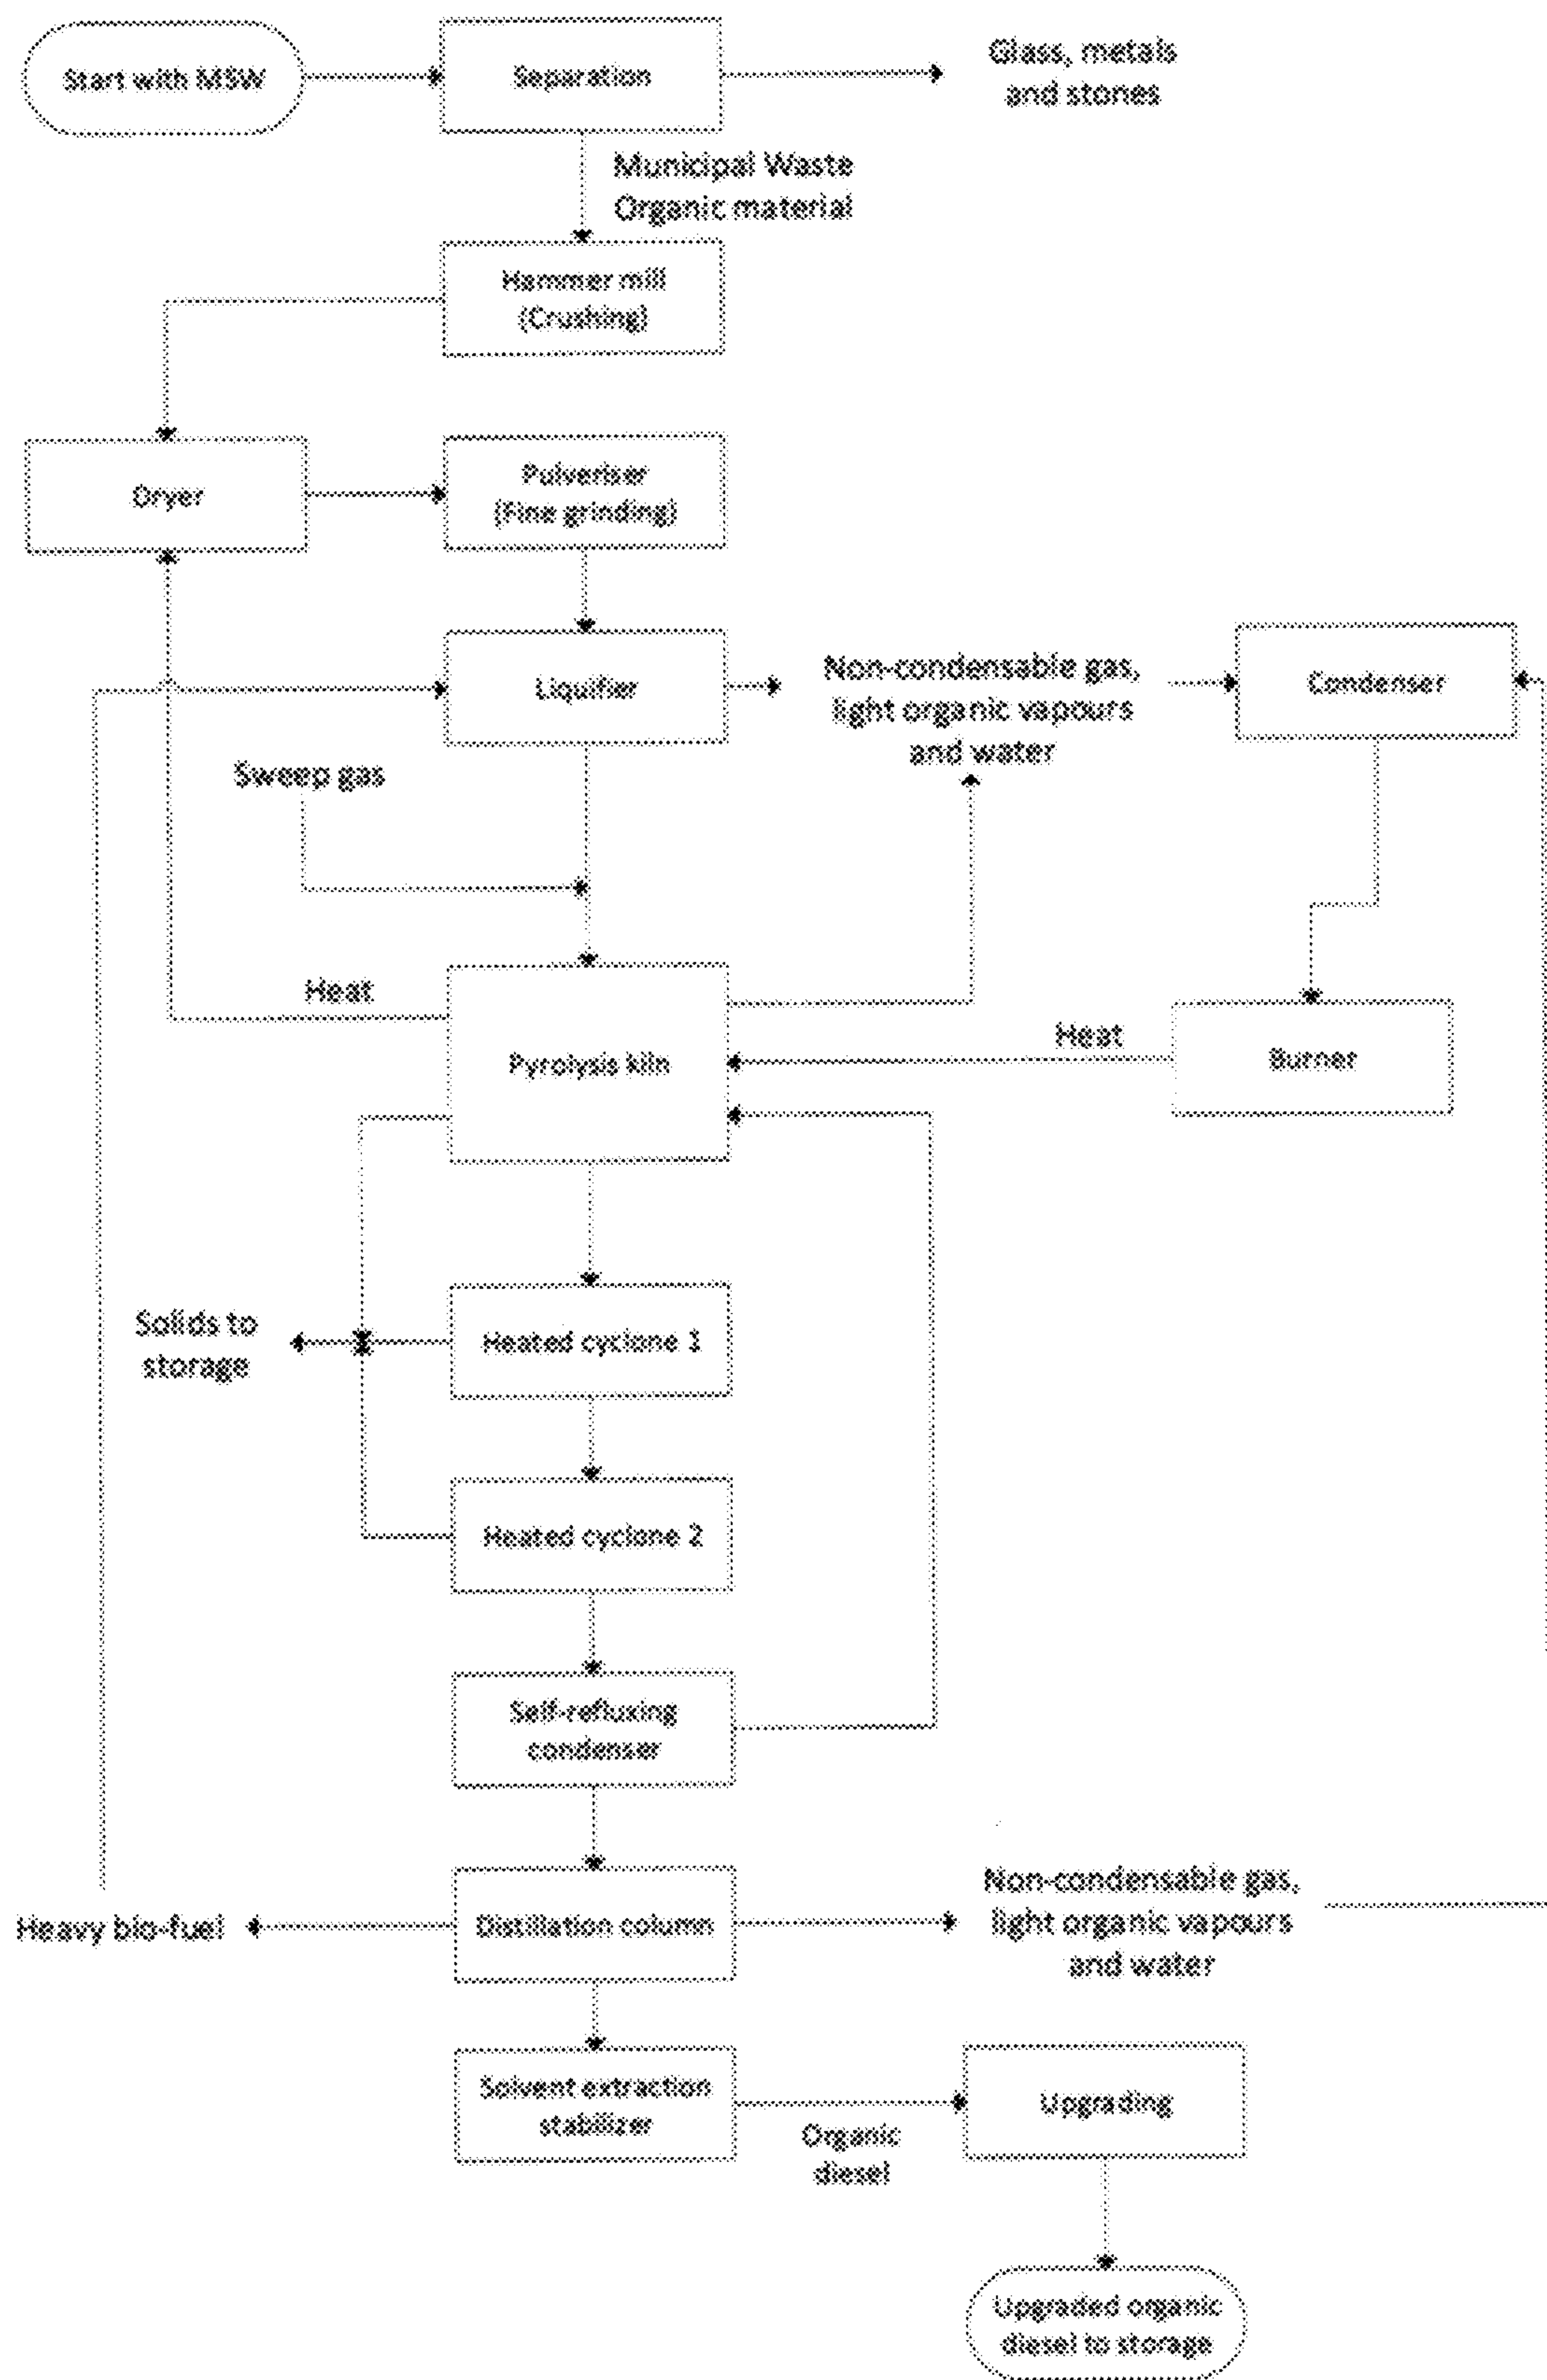 Start with MSW
Separation
Glass, metals
and stones
Municipal Waste
Organic material
Hammer mill
(Crushing)
Dryer
Pulveriser
(Fine grinding)
Liquifier
Non-condensable gas,
light organic vapours
and water
Condenser
Sweep gas
Heat
Pyrolysis kiln
Heat
Burner
Solids to
storage
Heated cyclone 1
Heated cyclone 2
Self-refluxing
condenser
Heavy bio-fuel
Distillation column
Non-condensable gas,
light organic vapours
and water
Solvent extraction
stabilizer
Organic
diesel
Upgrading
Upgraded organic
diesel to storage